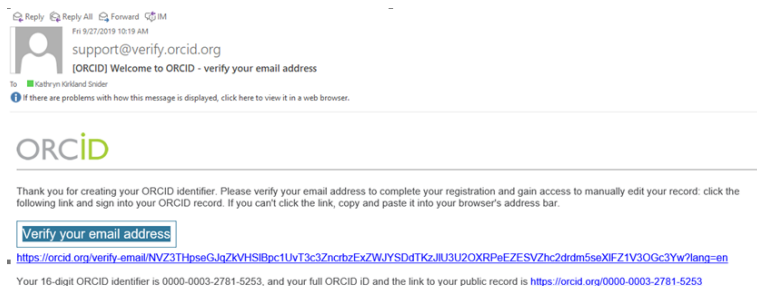 Reply Reply All Forward IM
Fri 9/27/2019 10:19 AM
support@verify.orcid.org
[ORCID] Welcome to ORCID - verify your email address
To Kathryn Kirkland Snider
If there are problems with how this message is displayed, click here to view it in a web browser.
ORCiD
Thank you for creating your ORCID identifier. Please verify your email address to complete your registration and gain access to manually edit your record: click the
following link and sign into your ORCID record. If you can't click the link, copy and paste it into your browser's address bar.
Verify your email address
https://orcid.org/verify-email/NVZ3THpseGJqZkVHSlBpc1UvT3c3ZncrbzExZWJYSDdTKzJlU3U2OXRPeEZESVZhc2drdm5seXlFZ1V3OGc3Yw?lang=en
Your 16-digit ORCID identifier is 0000-0003-2781-5253, and your full ORCID iD and the link to your public record is https://orcid.org/0000-0003-2781-5253